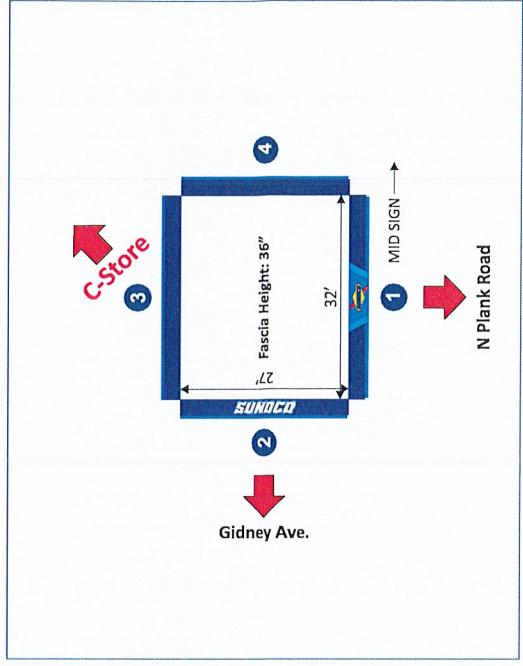 C-Store
3
4
Fascia Height: 36"
32'
27'
SUNOCO
2
1
MID SIGN
Gidney Ave.
N Plank Road